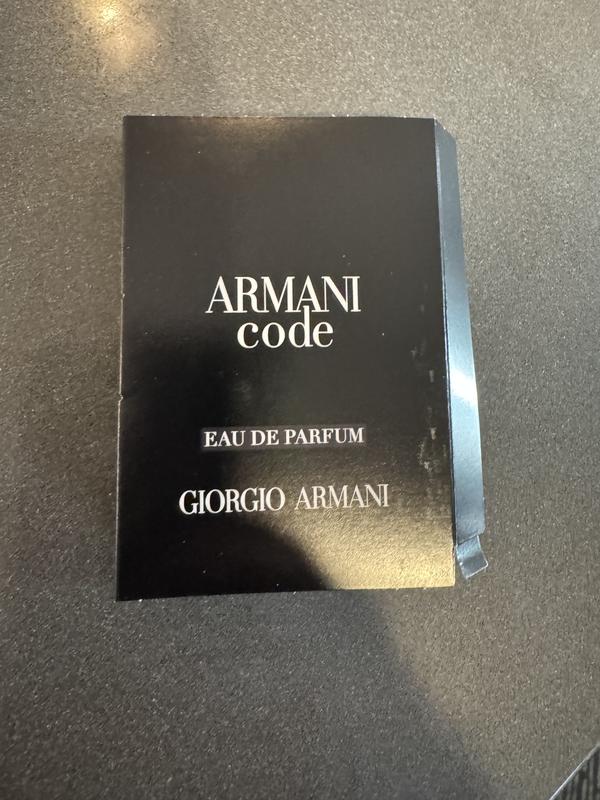 ARMANI
code
EAU DE PARFUM
GIORGIO ARMANI